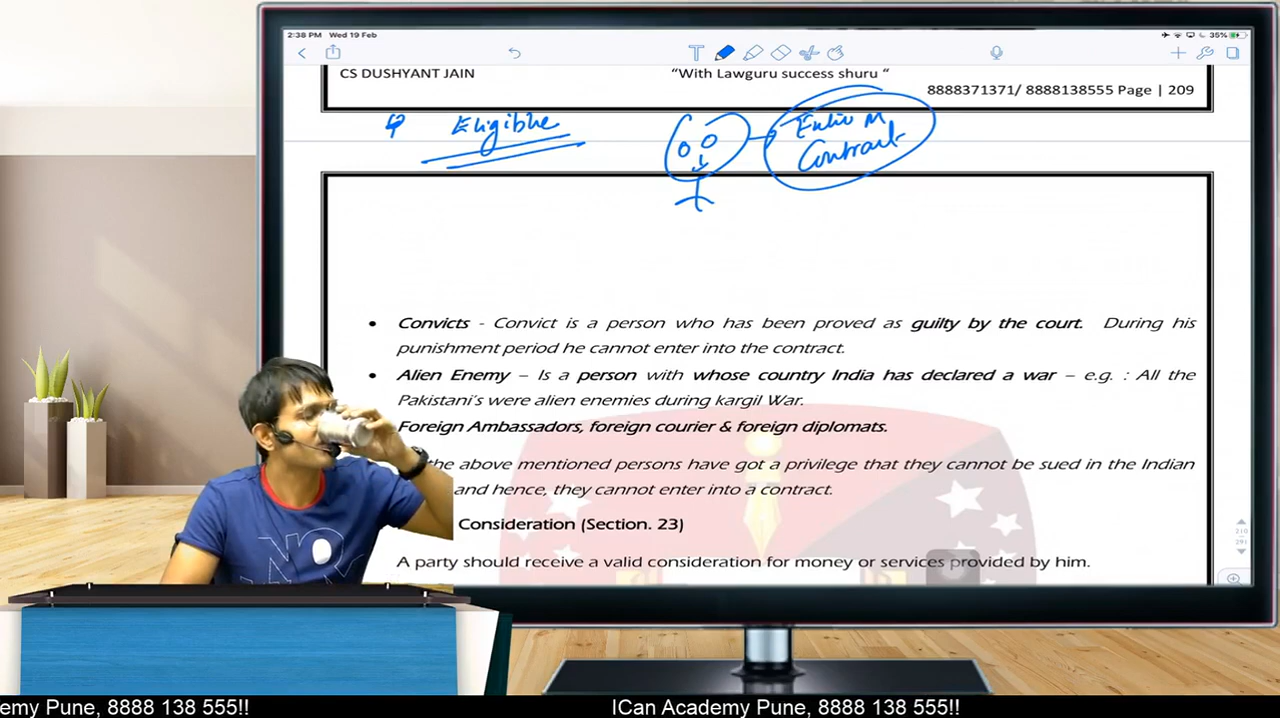 2:38 PM Wed 19 Feb
35%
CS DUSHYANT JAIN
"With Lawguru success shuru "
8888371371/ 8888138555 Page | 209
Eligible
Contract
Convicts - Convict is a person who has been proved as guilty by the court. During his
punishment period he cannot enter into the contract.
Alien Enemy – Is a person with whose country India has declared a war – e.g. : All the
Pakistani's were alien enemies during kargil War.
Foreign Ambassadors, foreign courier & foreign diplomats.
the above mentioned persons have got a privilege that they cannot be sued in the Indian
and hence, they cannot enter into a contract.
Consideration (Section. 23)
A party should receive a valid consideration for money or services provided by him.
210
291
NO
emy Pune, 8888 138 555!!
ICan Academy Pune, 8888 138 555!!